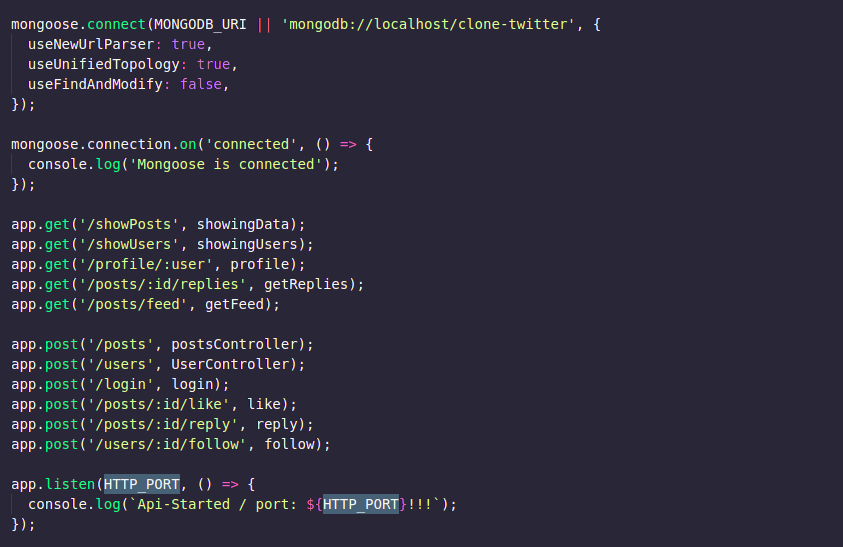 mongoose.connect(MONGODB_URI || 'mongodb://localhost/clone-twitter', {
  useNewUrlParser: true,
  useUnifiedTopology: true,
  useFindAndModify: false,
});

mongoose.connection.on('connected', () => {
  console.log('Mongoose is connected');
});

app.get('/showPosts', showingData);
app.get('/showUsers', showingUsers);
app.get('/profile/:user', profile);
app.get('/posts/:id/replies', getReplies);
app.get('/posts/feed', getFeed);

app.post('/posts', postsController);
app.post('/users', UserController);
app.post('/login', login);
app.post('/posts/:id/like', like);
app.post('/posts/:id/reply', reply);
app.post('/users/:id/follow', follow);

app.listen(HTTP_PORT, () => {
  console.log(`Api-Started / port: ${HTTP_PORT}!!!`);
});